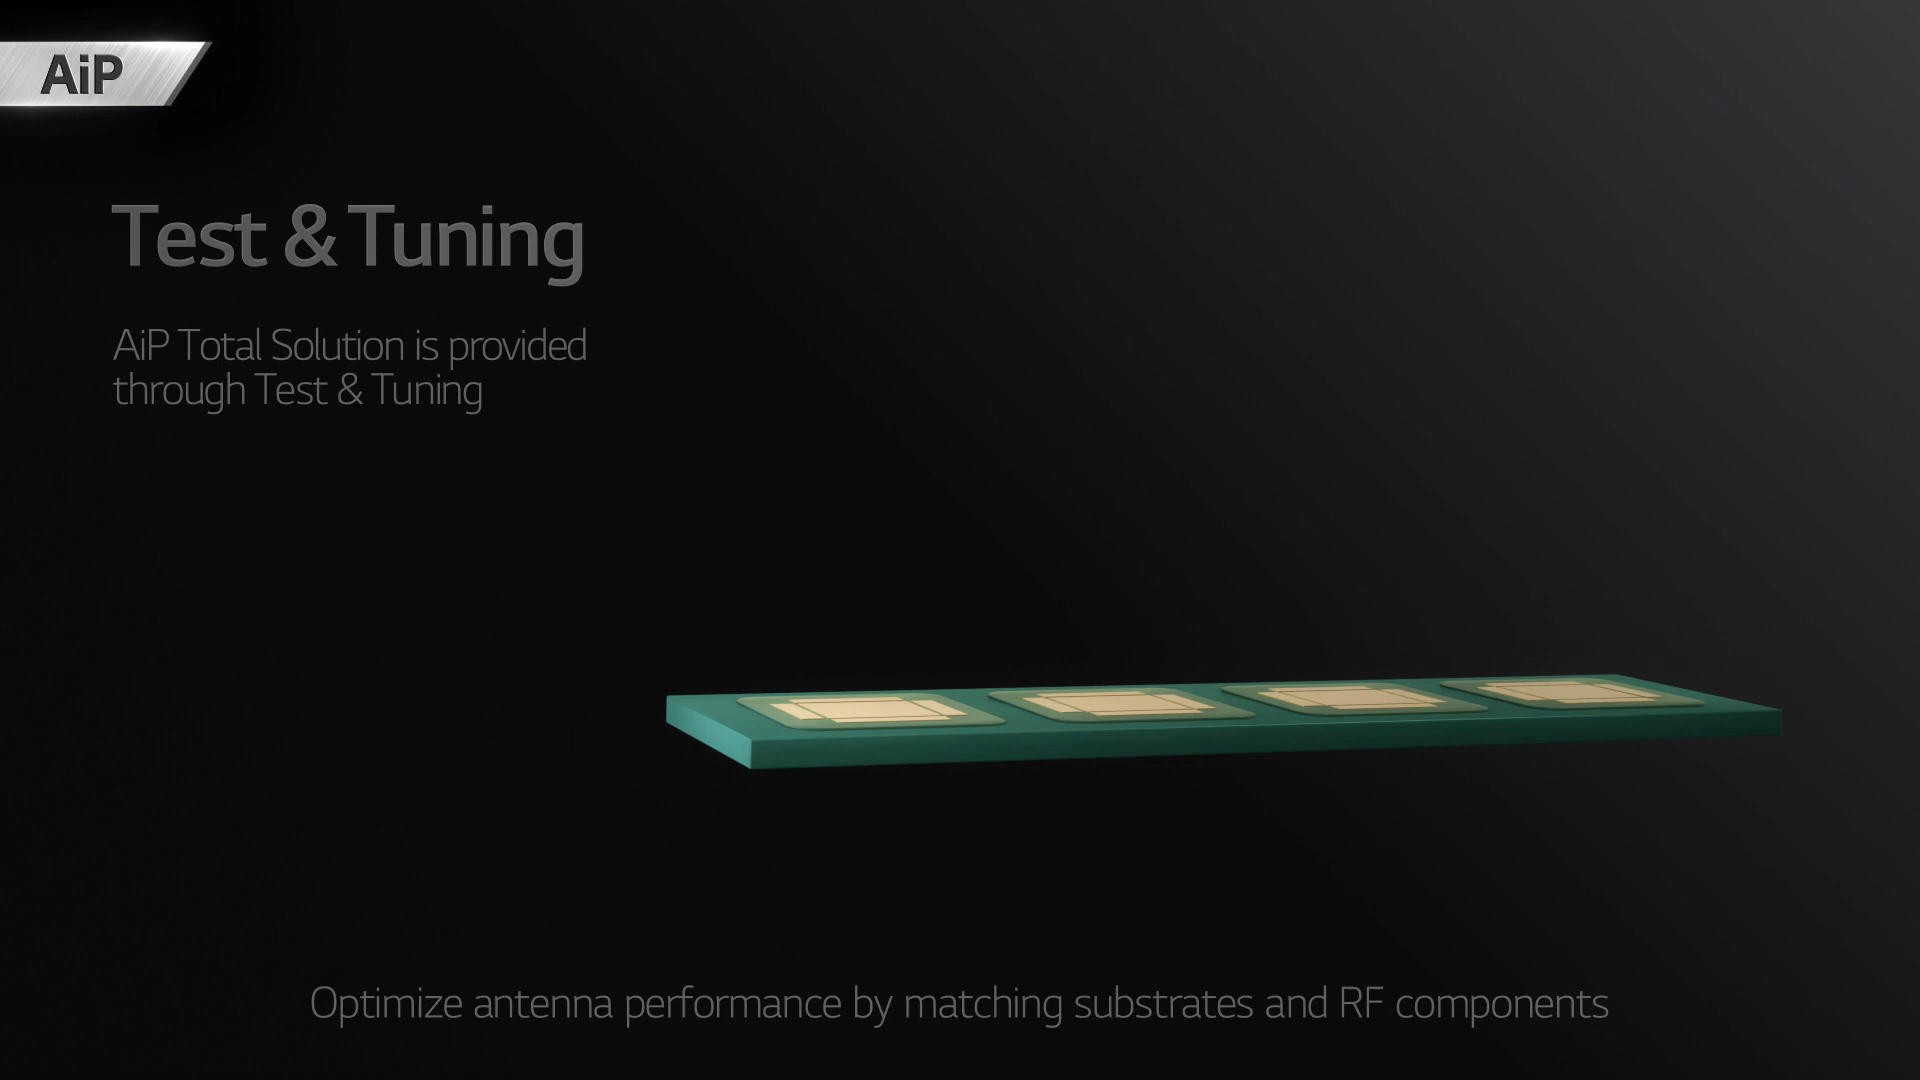 AiP
Test & Tuning
AiP Total Solution is provided
through Test & Tuning
Optimize antenna performance by matching substrates and RF components